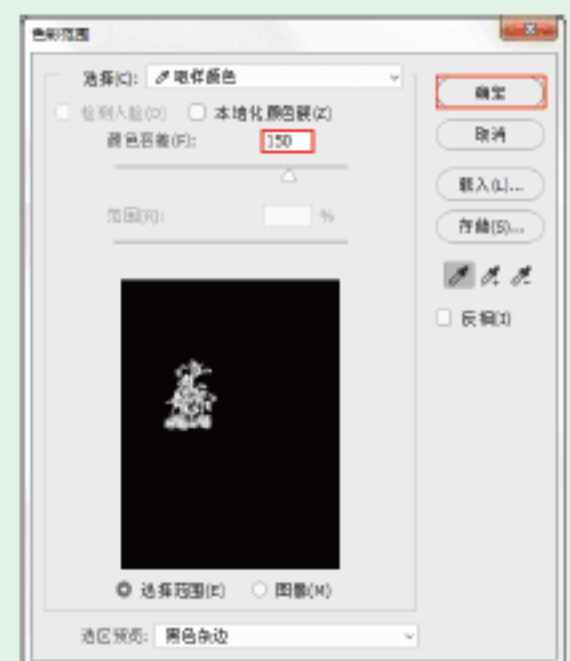 色彩范围
选择(C): 取样颜色
检测人脸(D) 本地化颜色簇(Z)
颜色容差(F): 150
范围(R): %
选择范围(E) 图像(M)
选区预览: 黑色杂边
确定
取消
载入(L)...
存储(S)...
反相(I)